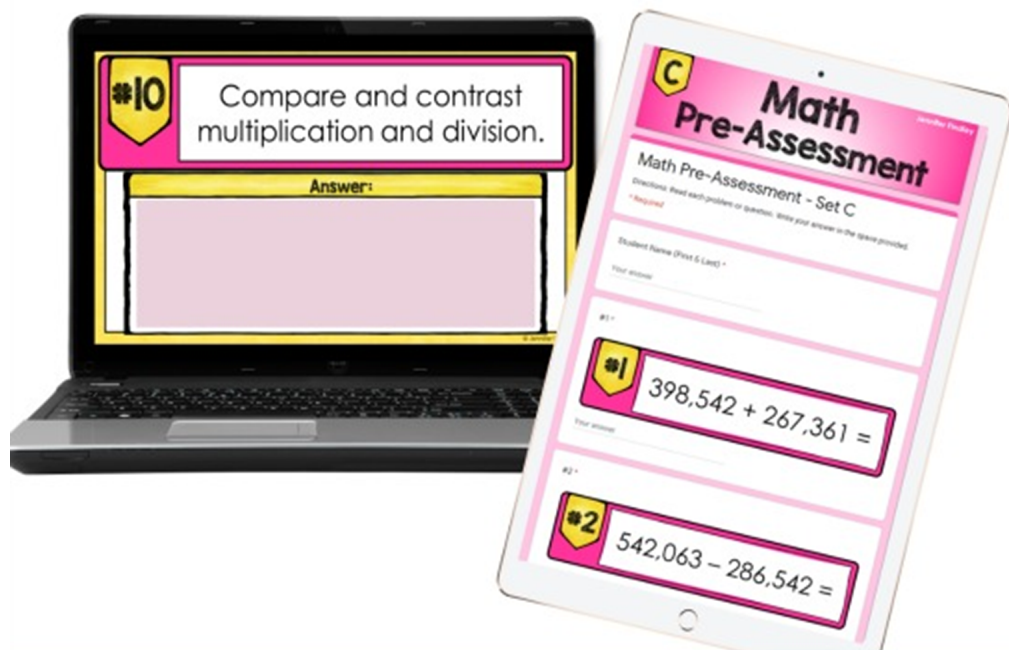 #10
Compare and contrast
multiplication and division.
Answer:
C
Math
Pre-Assessment
Jennifer Findley
Math Pre-Assessment - Set C
Directions: Read each problem or question. Write your answer in the space provided.
* Required
Student Name (First & Last) *
Your answer
#1 *
#1
398,542 + 267,361 =
Your answer
#2 *
#2
542,063 – 286,542 =